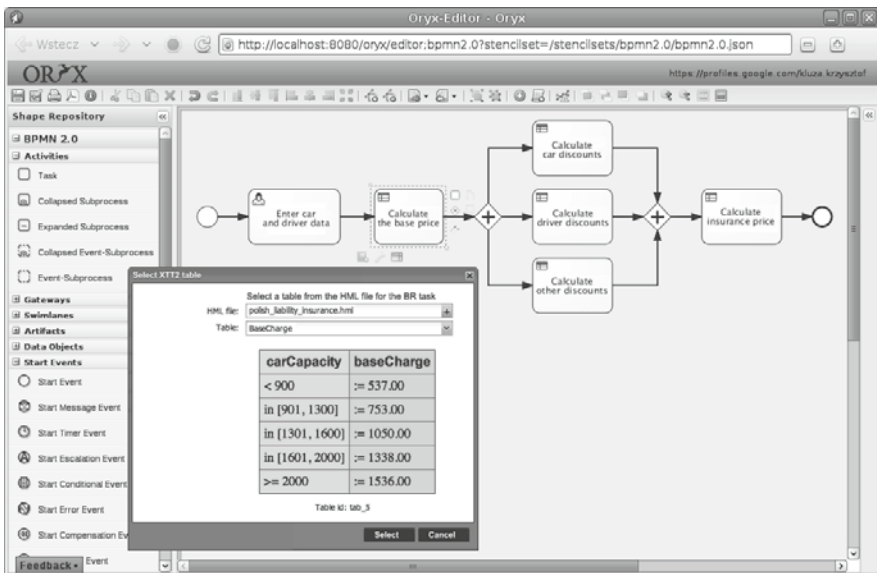 Oryx-Editor - Oryx
Wstecz
http://localhost:8080/oryx/editor;bpmn2.0?stencilset=/stencilsets/bpmn2.0/bpmn2.0.json
ORYX
https://profiles.google.com/kluza.krzysztof
Shape Repository
BPMN 2.0
Activities
Task
Collapsed Subprocess
Expanded Subprocess
Collapsed Event-Subprocess
Event-Subprocess
Gateways
Swimlanes
Artifacts
Data Objects
Start Events
Start Event
Start Message Event
Start Timer Event
Start Escalation Event
Start Conditional Event
Start Error Event
Start Compensation Ev
Event
Feedback
Enter car
and driver data
Calculate
the base price
Calculate
car discounts
Calculate
driver discounts
Calculate
other discounts
Calculate
insurance price
Select XTT2 table
Select a table from the HML file for the BR task
HML file: polish_liability_insurance.hml
Table: BaseCharge
carCapacity baseCharge
< 900 := 537.00
in [901, 1300] := 753.00
in [1301, 1600] := 1050.00
in [1601, 2000] := 1338.00
>= 2000 := 1536.00
Table id: tab_5
Select Cancel